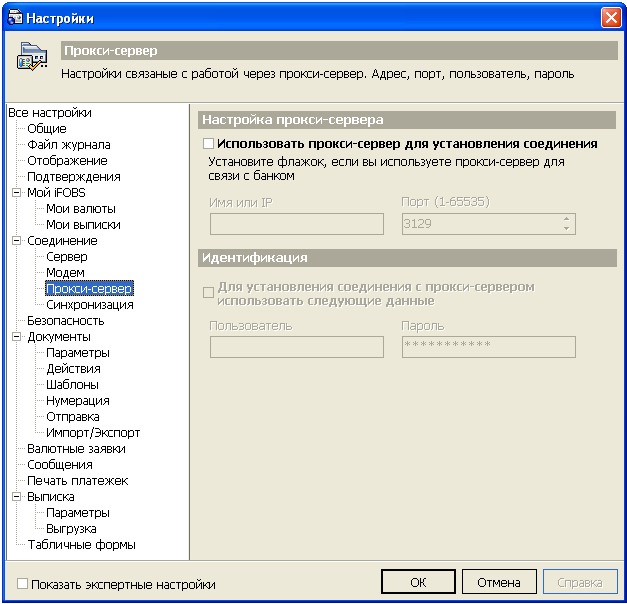 Настройки
Прокси-сервер
Настройки связаные с работой через прокси-сервер. Адрес, порт, пользователь, пароль
Все настройки
Общие
Файл журнала
Отображение
Подтверждения
Мой iFOBS
Мои валюты
Мои выписки
Соединение
Сервер
Модем
Прокси-сервер
Синхронизация
Безопасность
Документы
Параметры
Действия
Шаблоны
Нумерация
Отправка
Импорт/Экспорт
Валютные заявки
Сообщения
Печать платежек
Выписка
Параметры
Выгрузка
Табличные формы
Настройка прокси-сервера
Использовать прокси-сервер для установления соединения
Установите флажок, если вы используете прокси-сервер для
связи с банком
Имя или IP
Порт (1-65535)
3129
Идентификация
Для установления соединения с прокси-сервером
использовать следующие данные
Пользователь
Пароль
***********
Показать экспертные настройки
ОК
Отмена
Справка